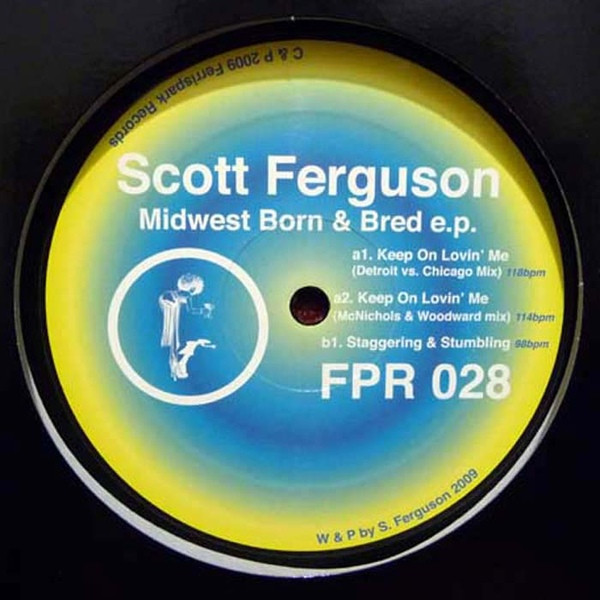 C & P 2009 Ferrispark Records
Scott Ferguson
Midwest Born & Bred e.p.
a1. Keep On Lovin' Me
(Detroit vs. Chicago Mix) 118bpm
a2. Keep On Lovin' Me
(McNichols & Woodward mix) 114bpm
b1. Staggering & Stumbling 98bpm
FPR 028
W & P by S. Ferguson 2009